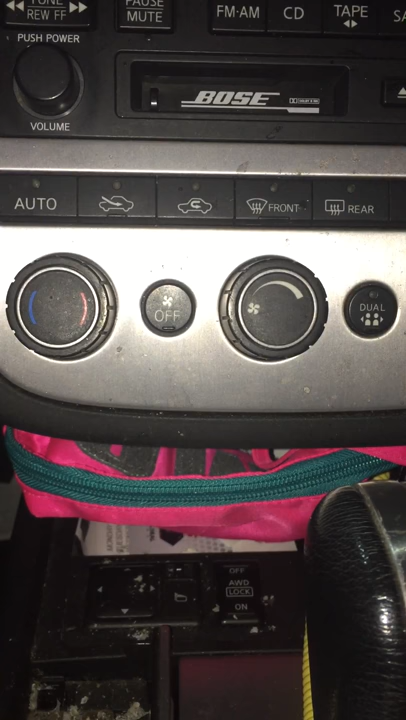 TUNE
REW FF
PAUSE
MUTE
FM·AM
CD
TAPE
PUSH POWER
VOLUME
BOSE
AUTO
FRONT
REAR
OFF
DUAL
OFF
AWD
LOCK
ON